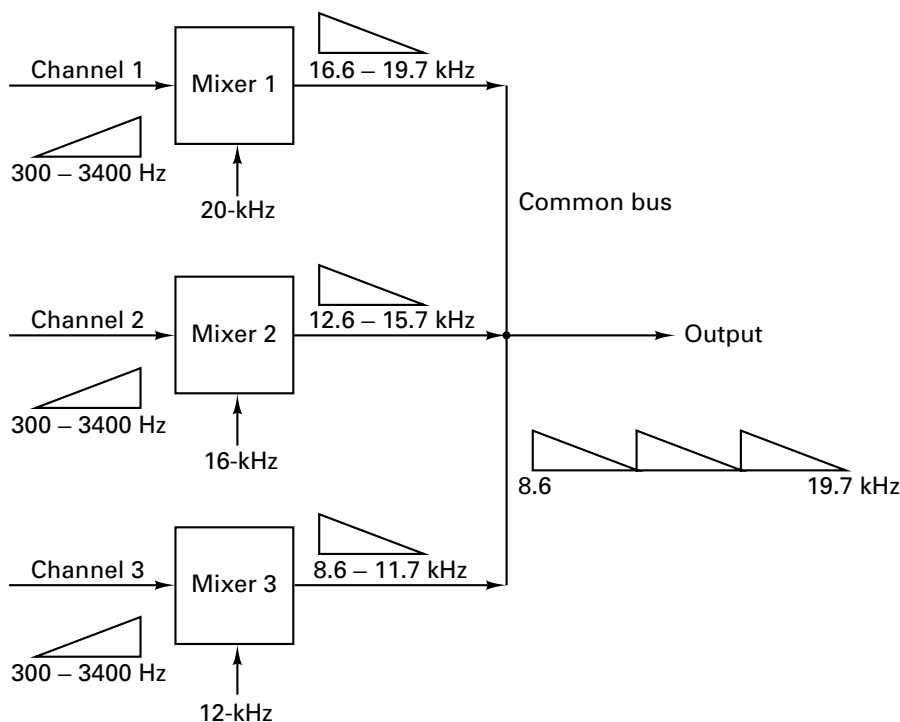 Channel 1
Mixer 1
16.6 – 19.7 kHz
300 – 3400 Hz
20-kHz
Common bus
Channel 2
Mixer 2
12.6 – 15.7 kHz
Output
300 – 3400 Hz
16-kHz
8.6
19.7 kHz
Channel 3
Mixer 3
8.6 – 11.7 kHz
300 – 3400 Hz
12-kHz